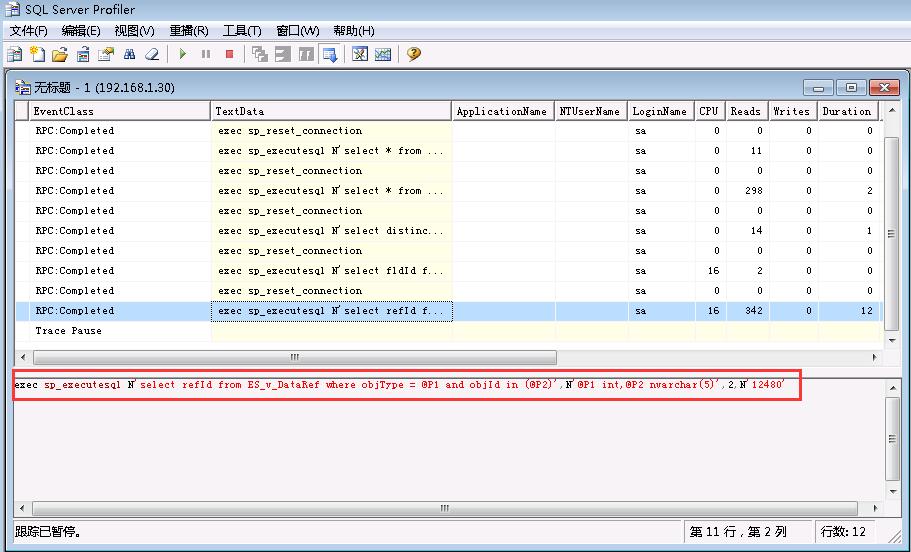 SQL Server Profiler
文件(F) 编辑(E) 视图(V) 重播(R) 工具(T) 窗口(W) 帮助(H)
无标题 - 1 (192.168.1.30)
EventClass TextData ApplicationName NTUserName LoginName CPU Reads Writes Duration
RPC:Completed exec sp_reset_connection sa 0 0 0 0
RPC:Completed exec sp_executesql N'select * from ... sa 0 11 0 0
RPC:Completed exec sp_reset_connection sa 0 0 0 0
RPC:Completed exec sp_executesql N'select * from ... sa 0 298 0 2
RPC:Completed exec sp_reset_connection sa 0 0 0 0
RPC:Completed exec sp_executesql N'select distinc... sa 0 14 0 1
RPC:Completed exec sp_reset_connection sa 0 0 0 0
RPC:Completed exec sp_executesql N'select fldId f... sa 16 2 0 0
RPC:Completed exec sp_reset_connection sa 0 0 0 0
RPC:Completed exec sp_executesql N'select refId f... sa 16 342 0 12
Trace Pause
exec sp_executesql N'select refId from ES_v_DataRef where objType = @P1 and objId in (@P2)',N'@P1 int,@P2 nvarchar(5)',2,N'12480'
跟踪已暂停。 第 11 行，第 2 列 行数: 12